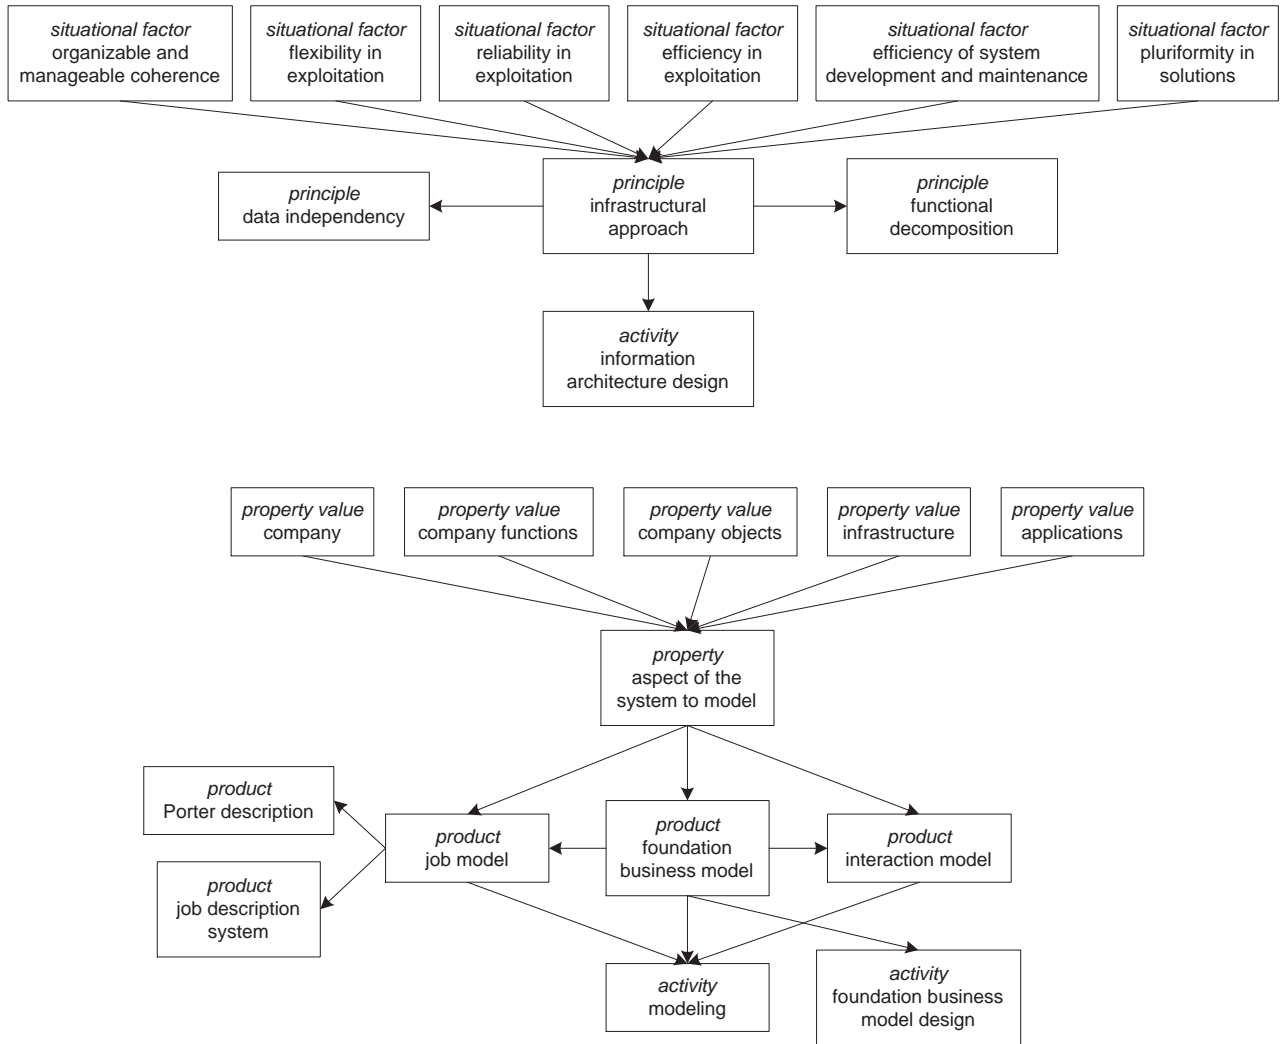 situational factor
organizable and
manageable coherence
situational factor
flexibility in
exploitation
situational factor
reliability in
exploitation
situational factor
efficiency in
exploitation
situational factor
efficiency of system
development and maintenance
situational factor
pluriformity in
solutions
principle
data independency
principle
infrastructural
approach
principle
functional
decomposition
activity
information
architecture design
property value
company
property value
company functions
property value
company objects
property value
infrastructure
property value
applications
property
aspect of the
system to model
product
Porter description
product
job model
product
foundation
business model
product
interaction model
product
job description
system
activity
modeling
activity
foundation business
model design